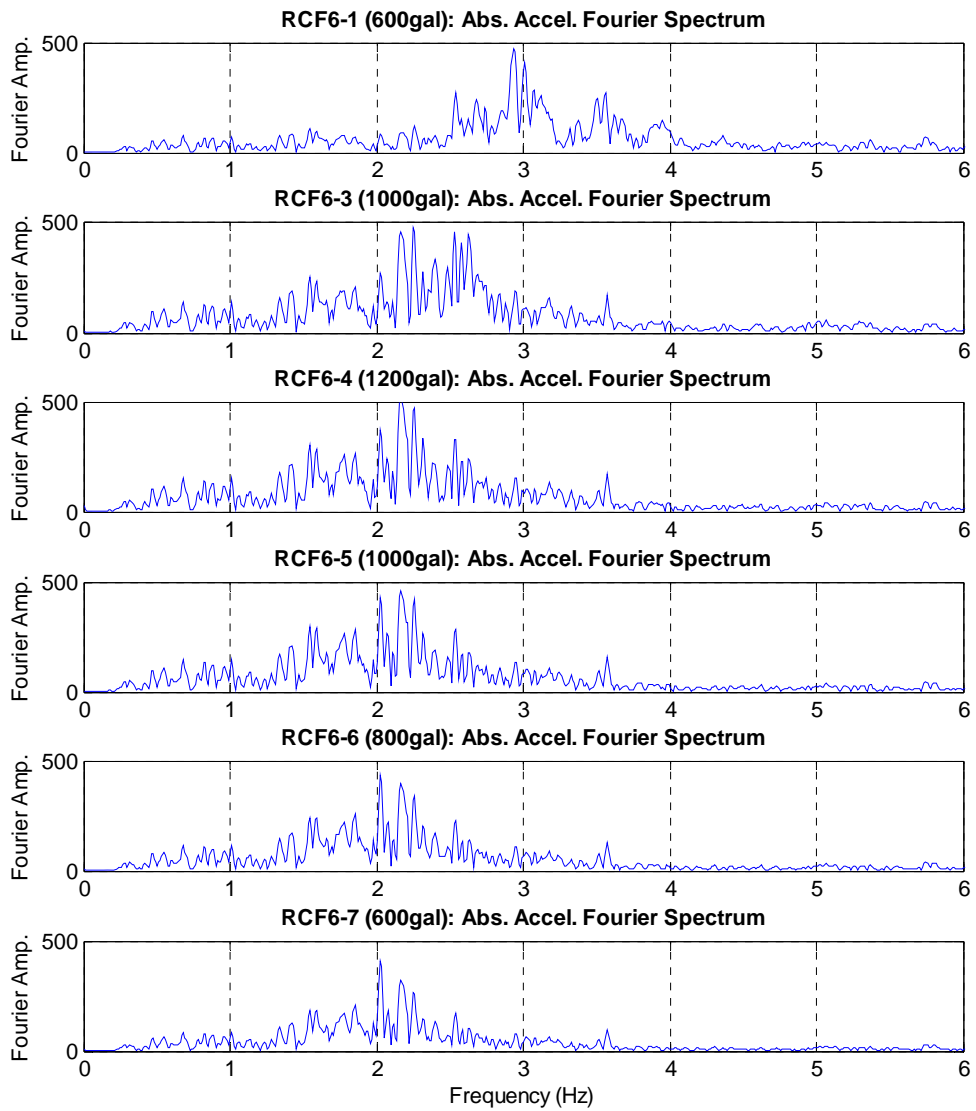 RCF6-1 (600gal): Abs. Accel. Fourier Spectrum
500
Fourier Amp.
0
0 1 2 3 4 5 6
RCF6-3 (1000gal): Abs. Accel. Fourier Spectrum
500
Fourier Amp.
0
0 1 2 3 4 5 6
RCF6-4 (1200gal): Abs. Accel. Fourier Spectrum
500
Fourier Amp.
0
0 1 2 3 4 5 6
RCF6-5 (1000gal): Abs. Accel. Fourier Spectrum
500
Fourier Amp.
0
0 1 2 3 4 5 6
RCF6-6 (800gal): Abs. Accel. Fourier Spectrum
500
Fourier Amp.
0
0 1 2 3 4 5 6
RCF6-7 (600gal): Abs. Accel. Fourier Spectrum
500
Fourier Amp.
0
0 1 2 3 4 5 6
Frequency (Hz)